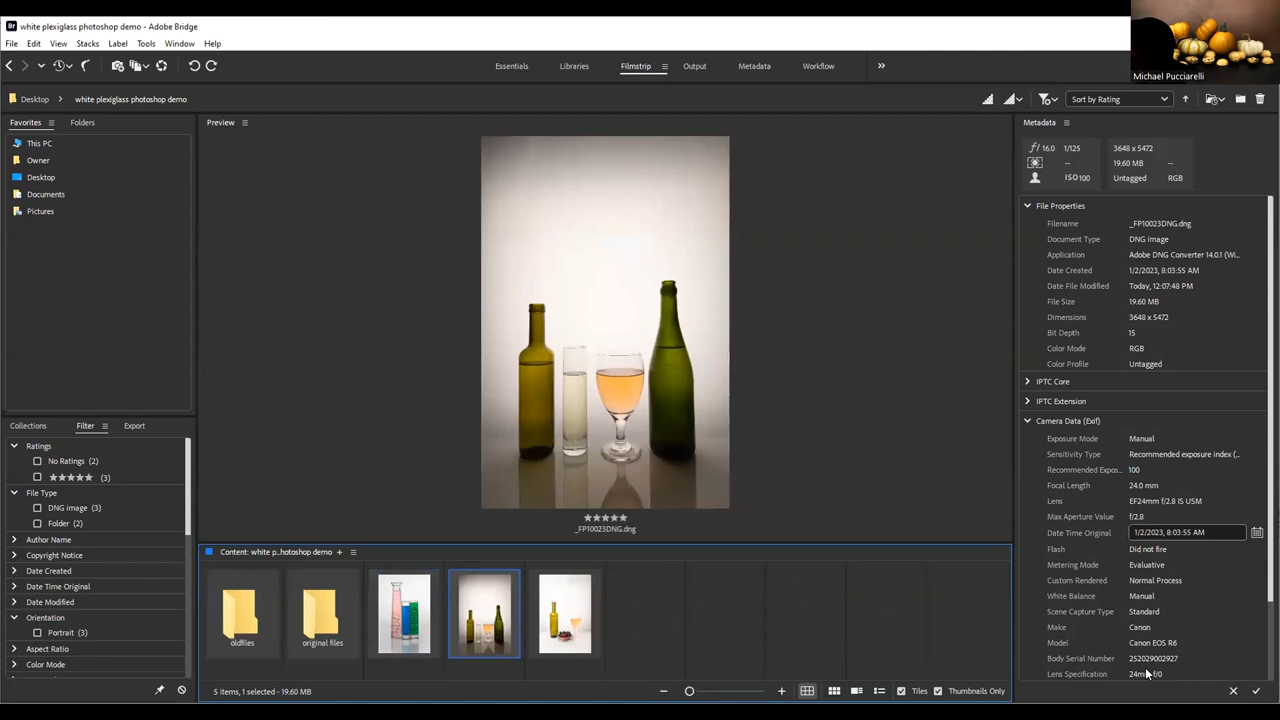 Br white plexiglass photoshop demo - Adobe Bridge
Michael Pucciarelli
File Edit View Stacks Label Tools Window Help
Essentials Libraries Filmstrip Output Metadata Workflow
Desktop white plexiglass photoshop demo
Sort by Rating
Favorites Folders
This PC
Owner
Desktop
Documents
Pictures
Collections Filter Export
Ratings
No Ratings (2)
★★★★★ (3)
File Type
DNG image (3)
Folder (2)
Author Name
Copyright Notice
Date Created
Date Time Original
Date Modified
Orientation
Portrait (3)
Aspect Ratio
Color Mode
Preview
_FP10023DNG.dng
Content: white p..hotoshop demo
oldfiles
original files
5 items, 1 selected - 19.60 MB
Tiles Thumbnails Only
Metadata
f/ 16.0 1/125
--
ISO100
3648 x 5472
19.60 MB --
Untagged RGB
File Properties
Filename _FP10023DNG.dng
Document Type DNG image
Application Adobe DNG Converter 14.0.1 (Wi...
Date Created 1/2/2023, 8:03:55 AM
Date File Modified Today, 12:07:48 PM
File Size 19.60 MB
Dimensions 3648 x 5472
Bit Depth 15
Color Mode RGB
Color Profile Untagged
IPTC Core
IPTC Extension
Camera Data (Exif)
Exposure Mode Manual
Sensitivity Type Recommended exposure index (...
Recommended Expos... 100
Focal Length 24.0 mm
Lens EF24mm f/2.8 IS USM
Max Aperture Value f/2.8
Date Time Original 1/2/2023, 8:03:55 AM
Flash Did not fire
Metering Mode Evaluative
Custom Rendered Normal Process
White Balance Manual
Scene Capture Type Standard
Make Canon
Model Canon EOS R6
Body Serial Number 252029002927
Lens Specification